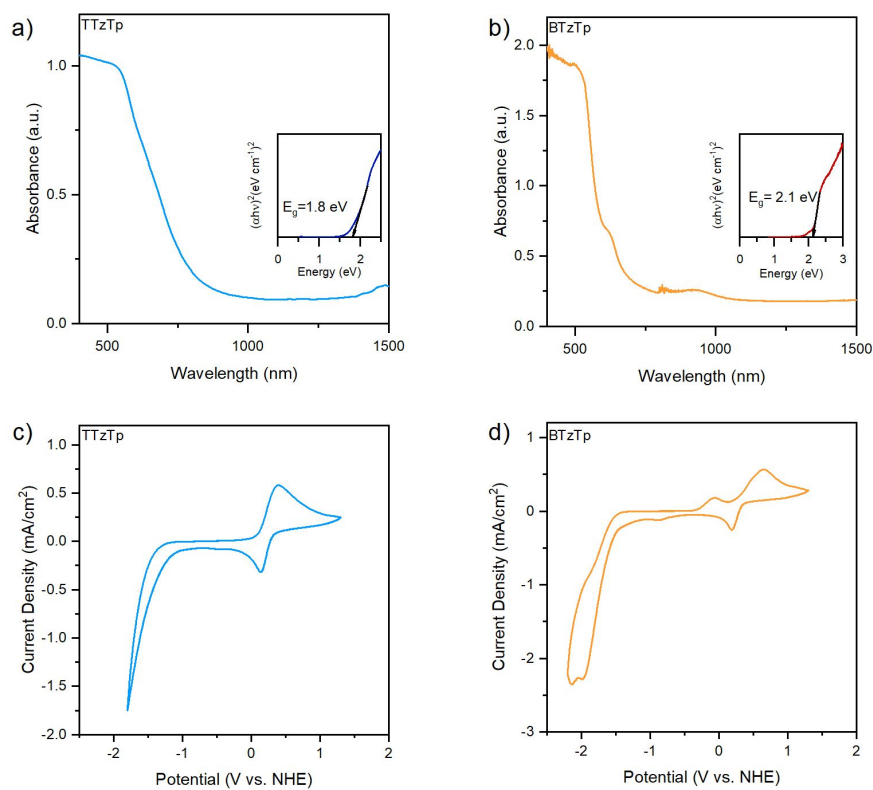 a)
TTzTp
1.0
0.5
0.0
Absorbance (a.u.)
500
1000
1500
Wavelength (nm)
(αhν)²(eV cm⁻¹)²
E_g=1.8 eV
0
1
2
Energy (eV)
b)
BTzTp
2.0
1.5
1.0
0.5
0.0
Absorbance (a.u.)
500
1000
1500
Wavelength (nm)
(αhν)²(eV cm⁻¹)²
E_g= 2.1 eV
0
1
2
3
Energy (eV)
c)
TTzTp
1.0
0.5
0.0
-0.5
-1.0
-1.5
-2.0
Current Density (mA/cm²)
-2
-1
0
1
2
Potential (V vs. NHE)
d)
BTzTp
1
0
-1
-2
-3
Current Density (mA/cm²)
-2
-1
0
1
2
Potential (V vs. NHE)